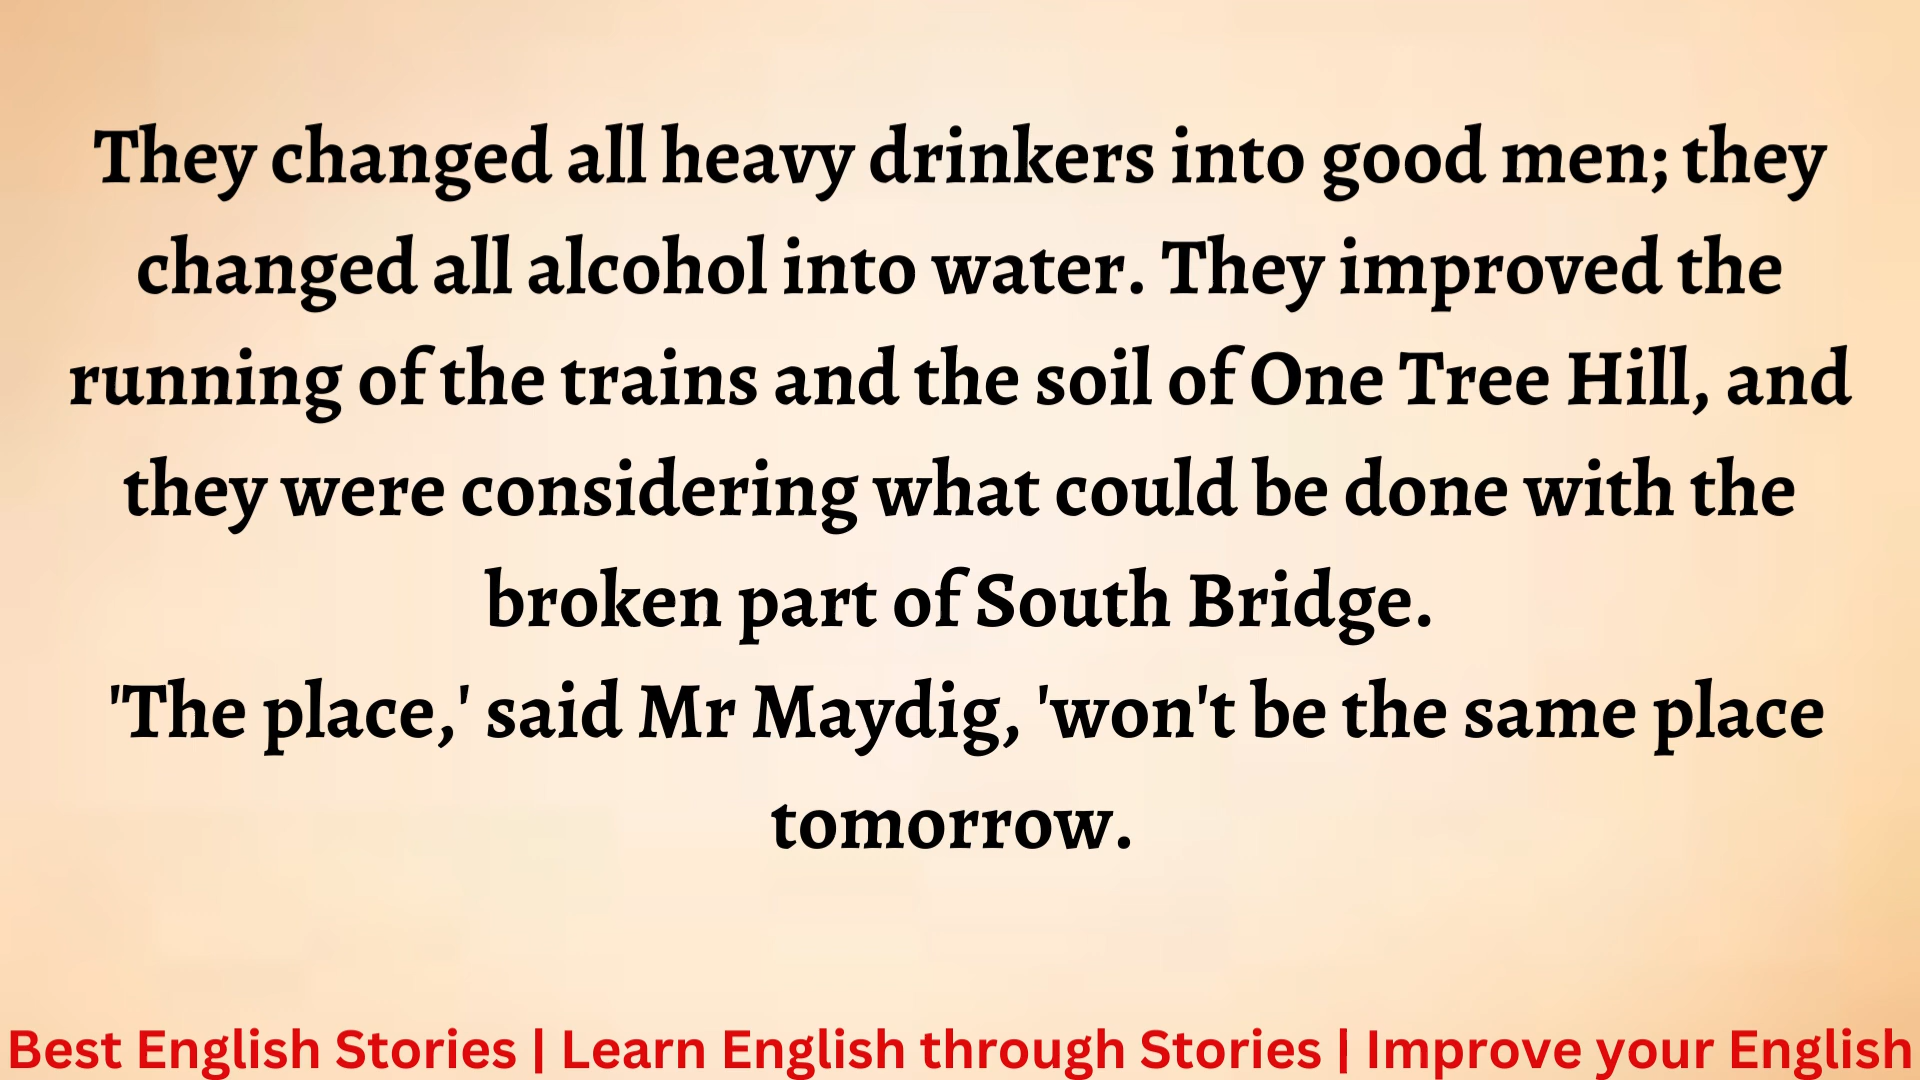 They changed all heavy drinkers into good men; they
changed all alcohol into water. They improved the
running of the trains and the soil of One Tree Hill, and
they were considering what could be done with the
broken part of South Bridge.
'The place,' said Mr Maydig, 'won't be the same place
tomorrow.
Best English Stories | Learn English through Stories | Improve your English